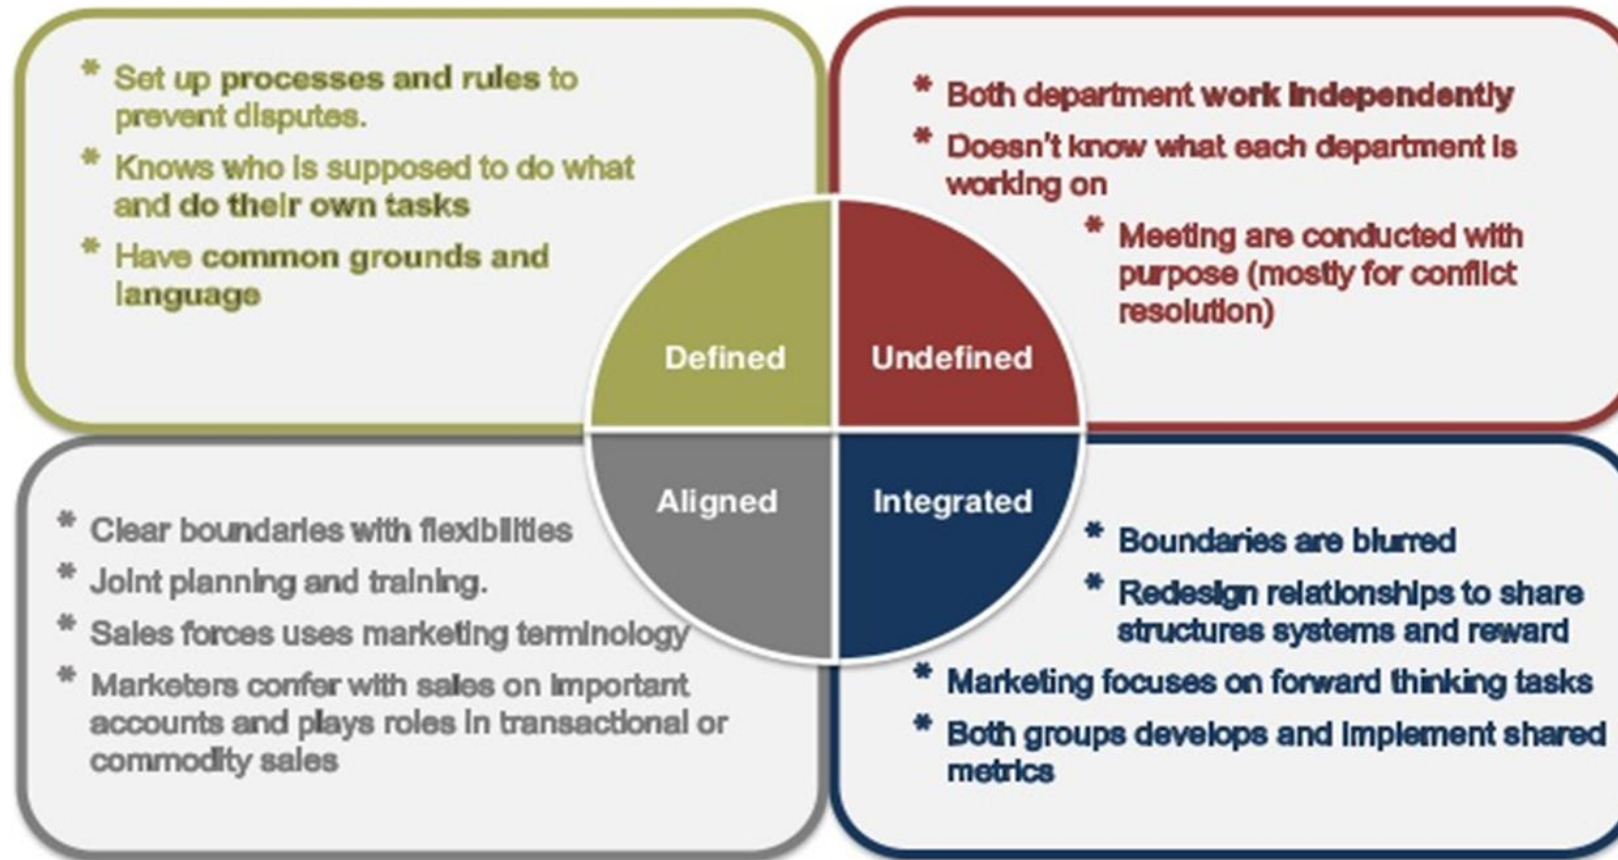 * Set up processes and rules to
prevent disputes.
* Knows who is supposed to do what
and do their own tasks
* Have common grounds and
language
* Both department work independently
* Doesn't know what each department is
working on
* Meeting are conducted with
purpose (mostly for conflict
resolution)
Defined
Undefined
Aligned
Integrated
* Clear boundaries with flexibilities
* Joint planning and training.
* Sales forces uses marketing terminology
* Marketers confer with sales on important
accounts and plays roles in transactional or
commodity sales
* Boundaries are blurred
* Redesign relationships to share
structures systems and reward
* Marketing focuses on forward thinking tasks
* Both groups develops and implement shared
metrics